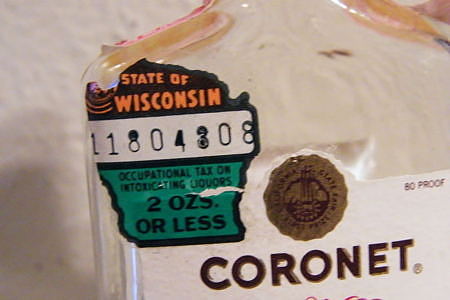 STATE OF
WISCONSIN
11804308
OCCUPATIONAL TAX ON
INTOXICATING LIQUORS
2 OZS.
OR LESS
80 PROOF
CORONET®